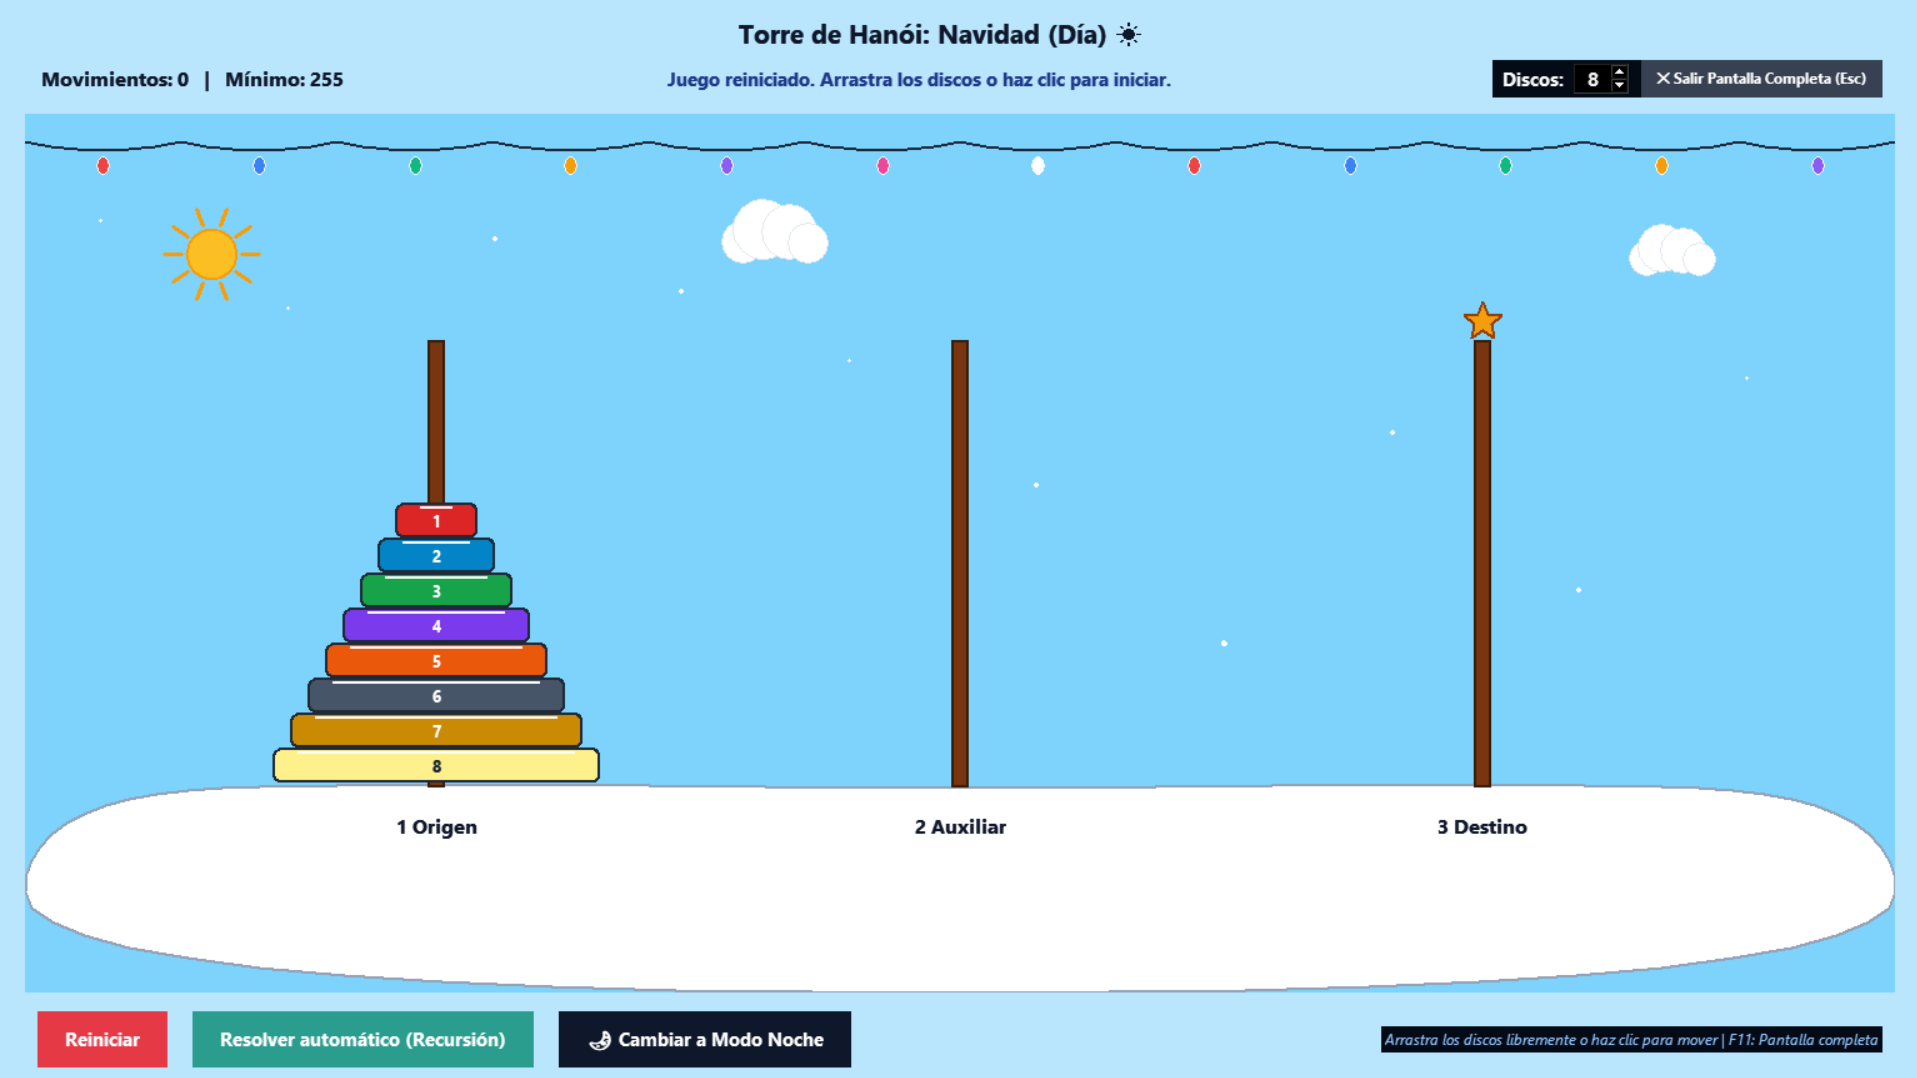 Torre de Hanói: Navidad (Día) ☀
Movimientos: 0 | Mínimo: 255
Juego reiniciado. Arrastra los discos o haz clic para iniciar.
Discos: 8
✕ Salir Pantalla Completa (Esc)
1
2
3
4
5
6
7
8
1 Origen
2 Auxiliar
3 Destino
Reiniciar
Resolver automático (Recursión)
🌙 Cambiar a Modo Noche
Arrastra los discos libremente o haz clic para mover | F11: Pantalla completa